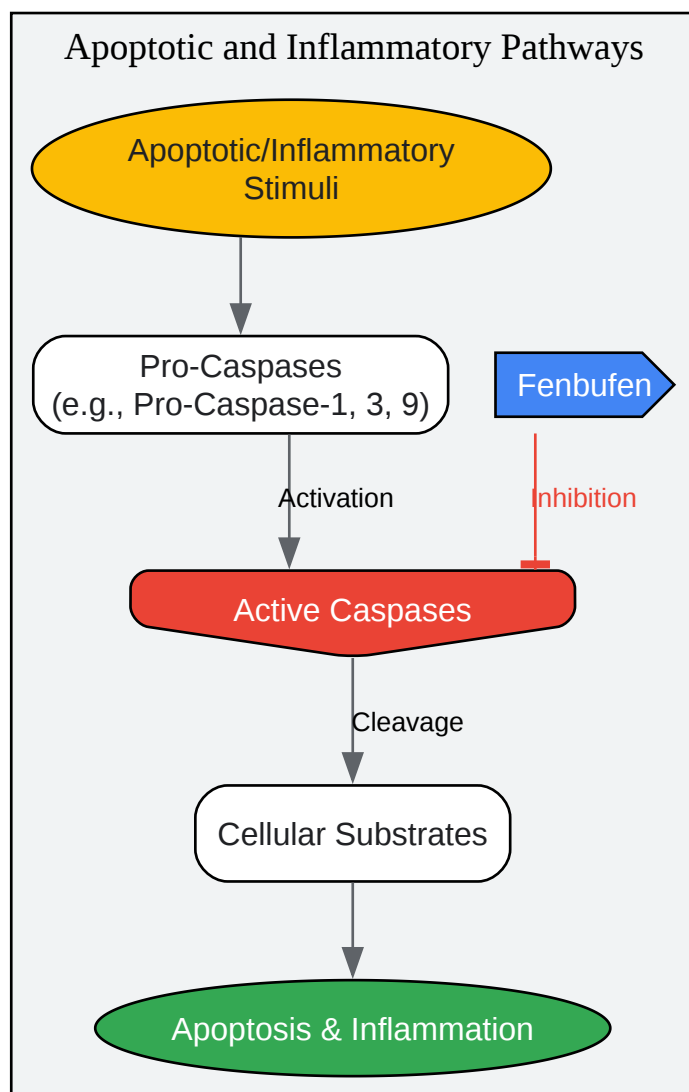 Apoptotic and Inflammatory Pathways
Apoptotic/Inflammatory
Stimuli
Pro-Caspases
(e.g., Pro-Caspase-1, 3, 9)
Fenbufen
Activation
Inhibition
Active Caspases
Cleavage
Cellular Substrates
Apoptosis & Inflammation